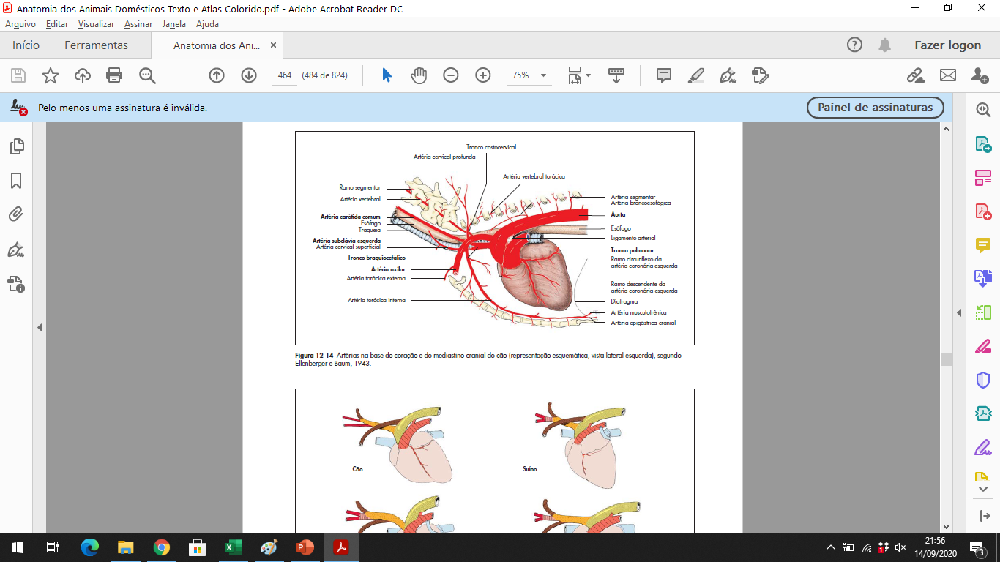 Anatomia dos Animais Domésticos Texto e Atlas Colorido.pdf - Adobe Acrobat Reader DC
Arquivo Editar Visualizar Assinar Janela Ajuda
Início Ferramentas Anatomia dos Ani... × Fazer logon
464 (484 de 824) 75%
Pelo menos uma assinatura é inválida. Painel de assinaturas
Tronco costocervical
Artéria cervical profunda
Artéria vertebral torácica
Ramo segmentar
Artéria vertebral
Artéria carótida comum
Esôfago
Traqueia
Artéria subclávia esquerda
Artéria cervical superficial
Tronco braquiocefálico
Artéria axilar
Artéria torácica externa
Artéria torácica interna
Artéria segmentar
Artéria broncoesofágica
Aorta
Esôfago
Ligamento arterial
Tronco pulmonar
Ramo circunflexo da
artéria coronária esquerda
Ramo descendente da
artéria coronária esquerda
Diafragma
Artéria musculofrênica
Artéria epigástrica cranial
Figura 12-14 Artérias na base do coração e do mediastino cranial do cão (representação esquemática, vista lateral esquerda), segundo
Ellenberger e Baum, 1943.
Cão
Suíno
21:56
14/09/2020
3